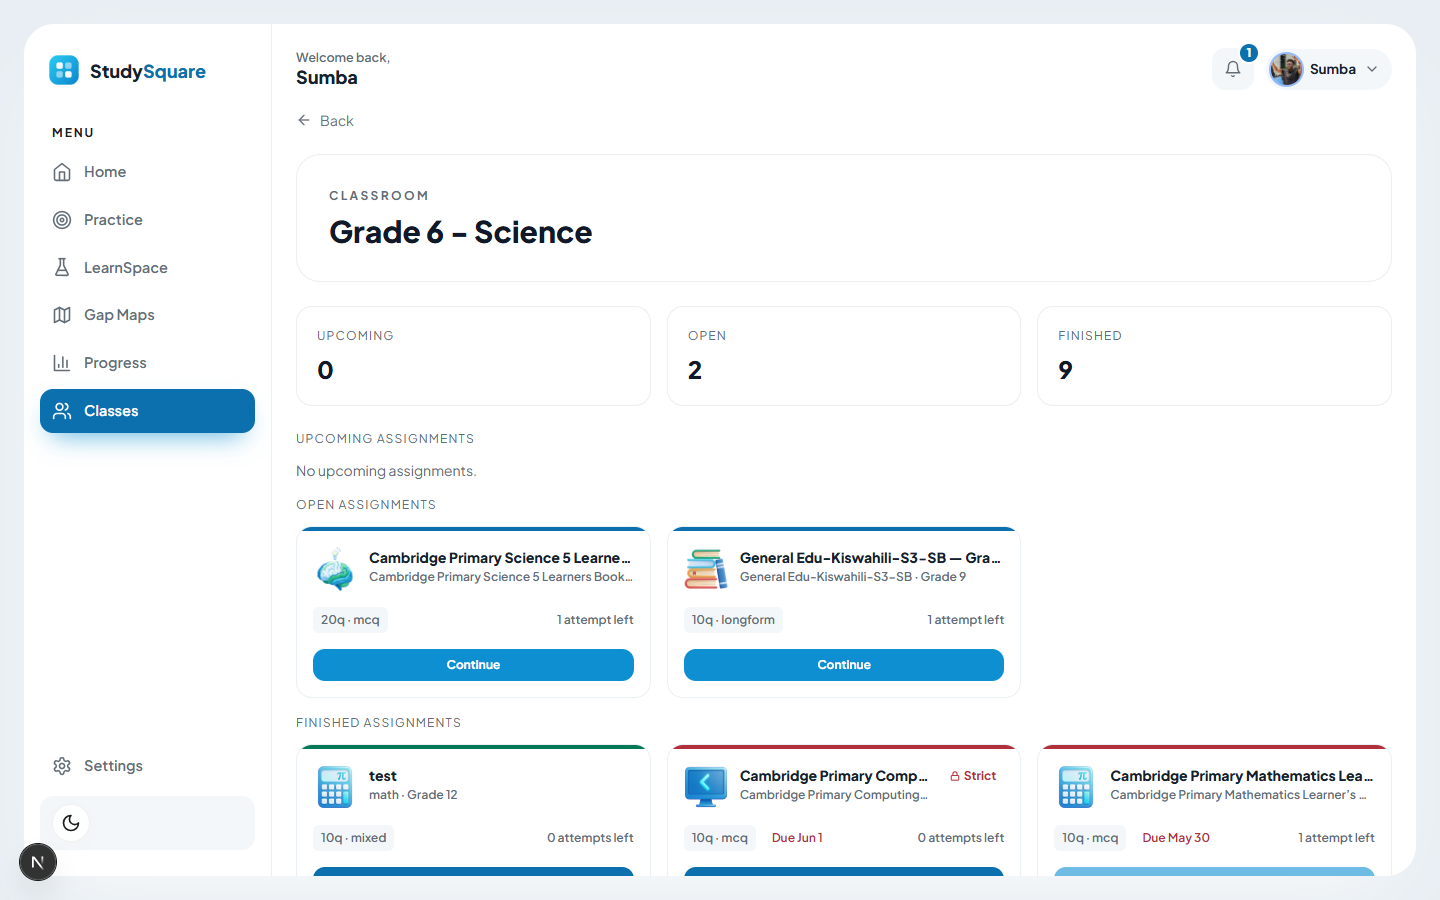 StudySquare
MENU
Home
Practice
LearnSpace
Gap Maps
Progress
Classes
Settings
N
Welcome back,
Sumba
1
Sumba
Back
CLASSROOM
Grade 6 – Science
UPCOMING
0
OPEN
2
FINISHED
9
UPCOMING ASSIGNMENTS
No upcoming assignments.
OPEN ASSIGNMENTS
Cambridge Primary Science 5 Learne...
Cambridge Primary Science 5 Learners Book...
20q · mcq
1 attempt left
Continue
General Edu-Kiswahili-S3-SB — Gra...
General Edu-Kiswahili-S3-SB · Grade 9
10q · longform
1 attempt left
Continue
FINISHED ASSIGNMENTS
test
math · Grade 12
10q · mixed
0 attempts left
Cambridge Primary Comp...
Strict
Cambridge Primary Computing...
10q · mcq
Due Jun 1
0 attempts left
Cambridge Primary Mathematics Lea...
Cambridge Primary Mathematics Learner's ...
10q · mcq
Due May 30
1 attempt left